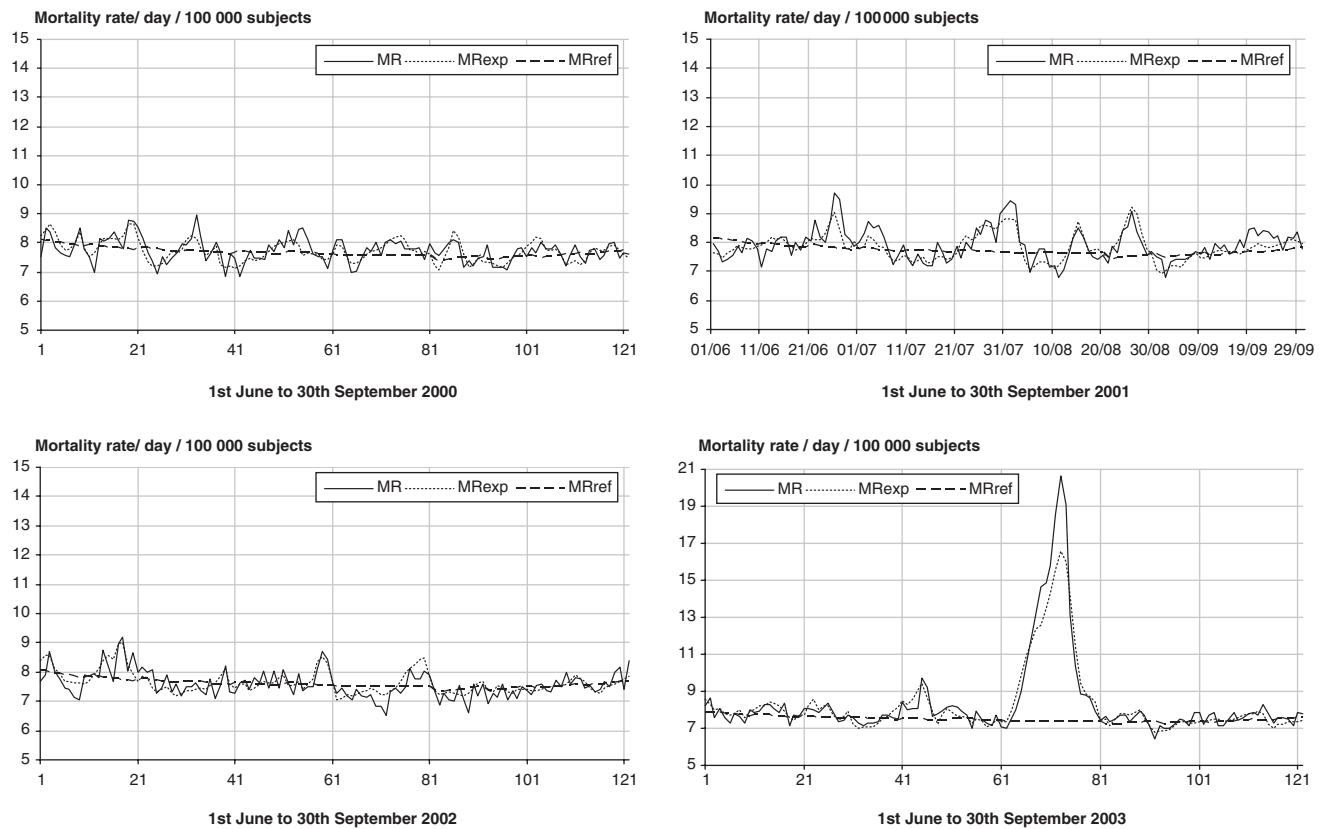 Mortality rate/ day / 100 000 subjects
15
14
13
12
11
10
9
8
7
6
5
MR MRexp MRref
1 21 41 61 81 101 121
1st June to 30th September 2000
Mortality rate/ day / 100 000 subjects
15
14
13
12
11
10
9
8
7
6
5
MR MRexp MRref
01/06 11/06 21/06 01/07 11/07 21/07 31/07 10/08 20/08 30/08 09/09 19/09 29/09
1st June to 30th September 2001
Mortality rate/ day / 100 000 subjects
15
14
13
12
11
10
9
8
7
6
5
MR MRexp MRref
1 21 41 61 81 101 121
1st June to 30th September 2002
Mortality rate / day / 100 000 subjects
21
19
17
15
13
11
9
7
5
MR MRexp MRref
1 21 41 61 81 101 121
1st June to 30th September 2003